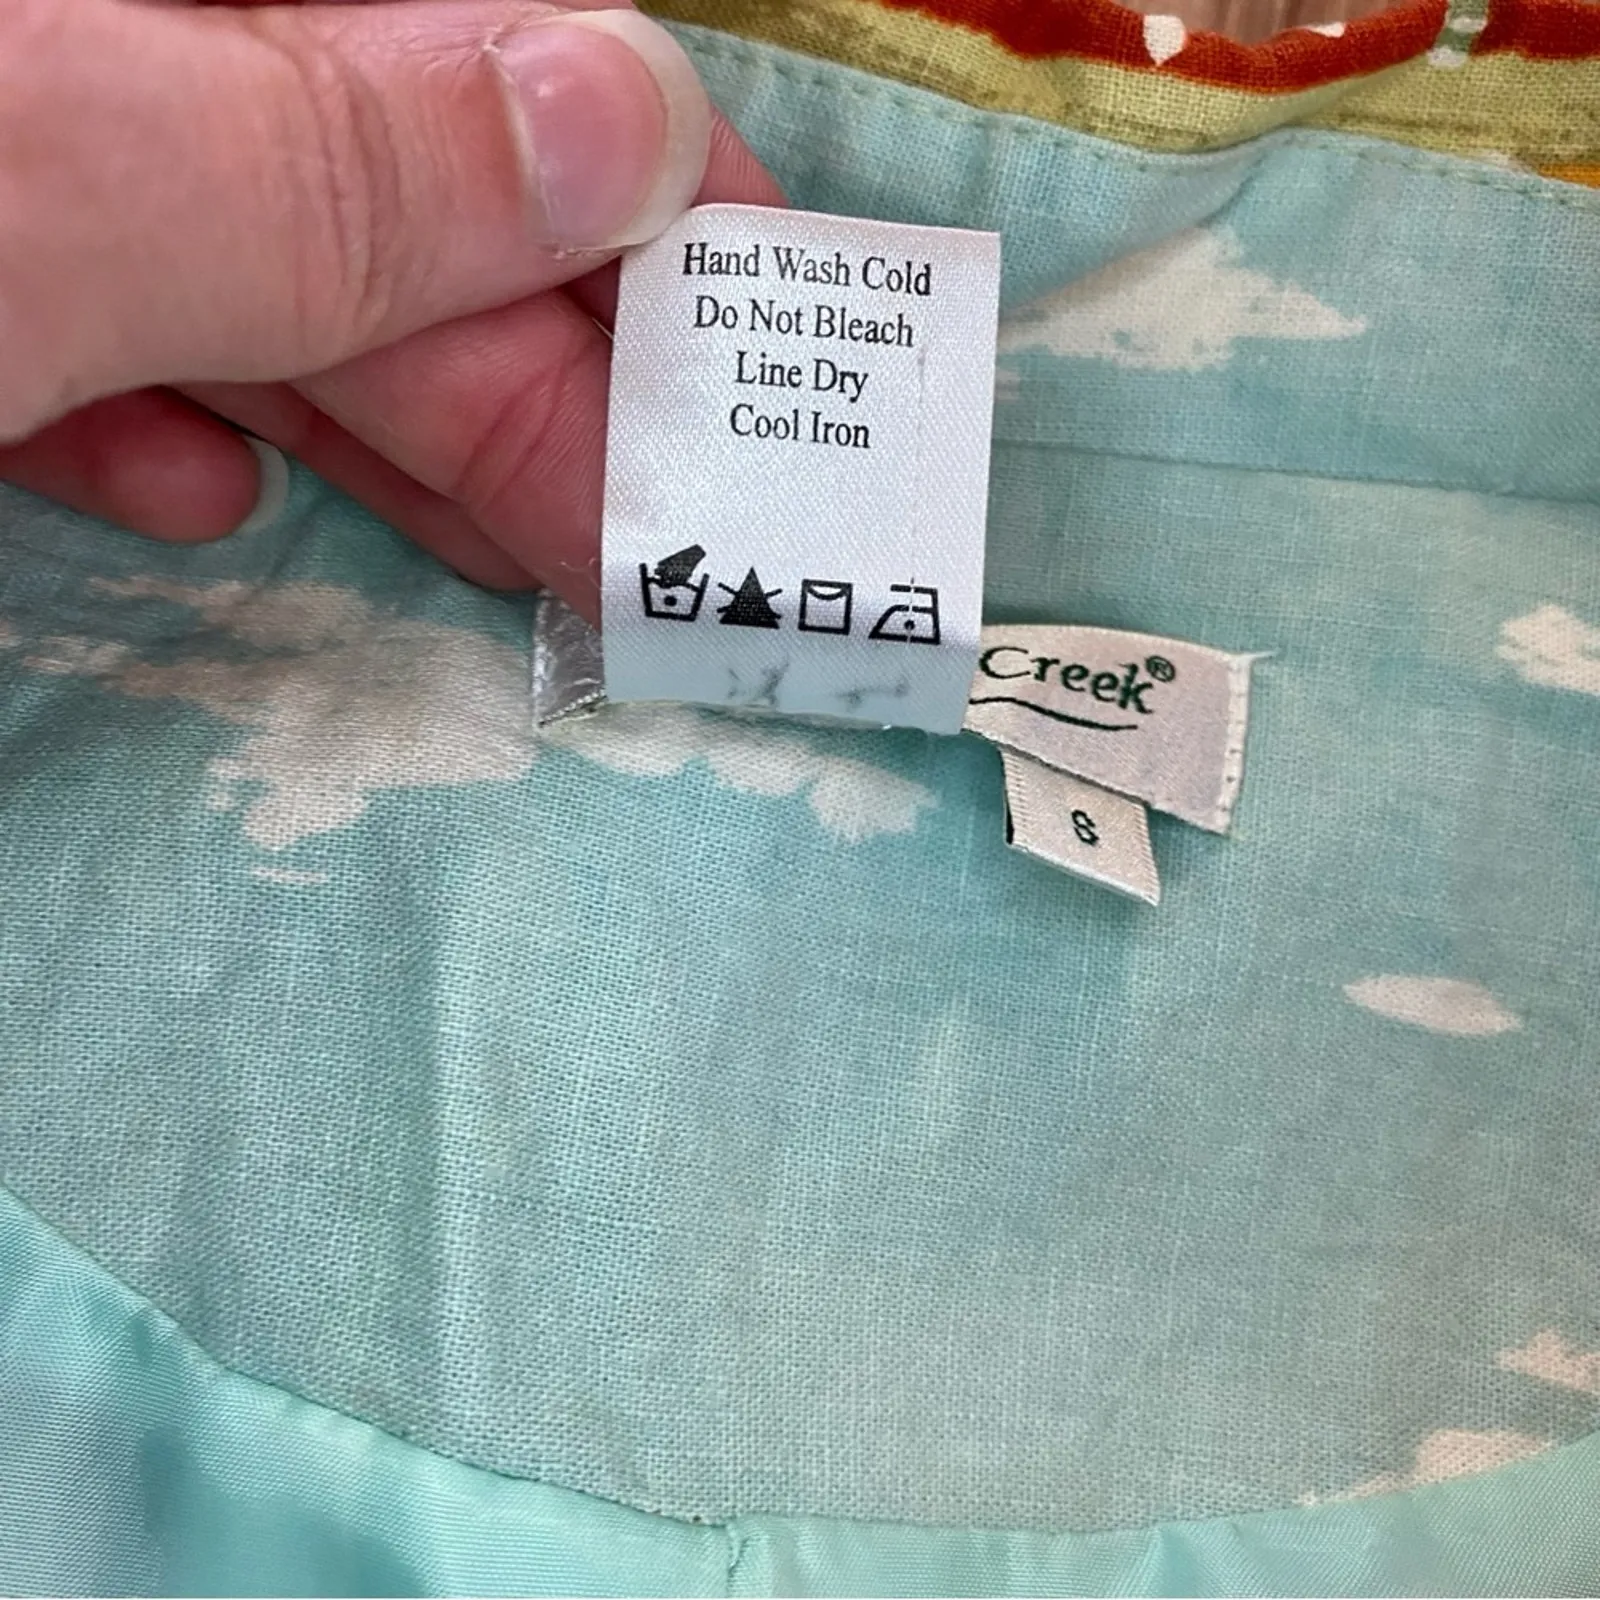 Hand Wash Cold
Do Not Bleach
Line Dry
Cool Iron
Creek®
S